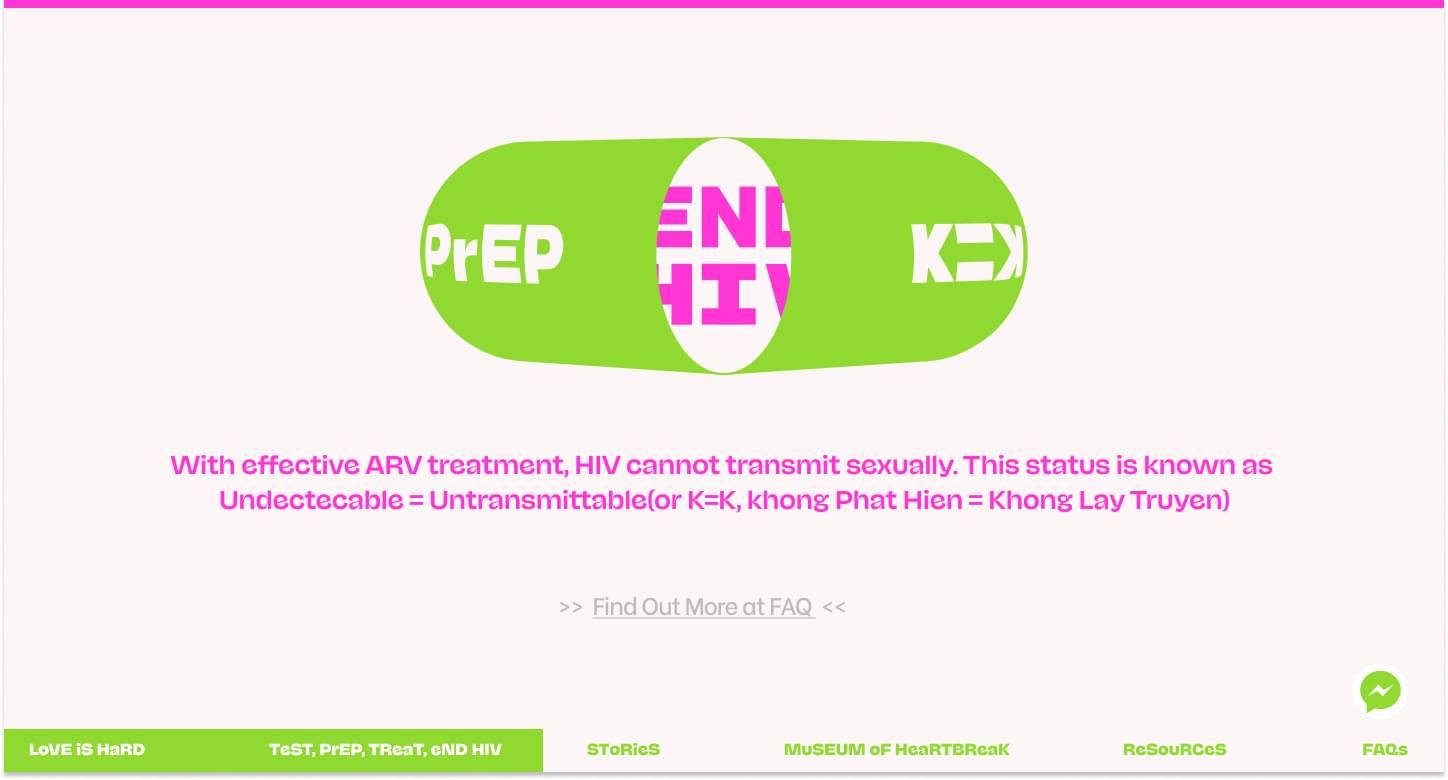 PrEP
END
HIV
K=K
With effective ARV treatment, HIV cannot transmit sexually. This status is known as
Undectecable = Untransmittable(or K=K, khong Phat Hien = Khong Lay Truyen)
>> Find Out More at FAQ <<
LoVE iS HaRD TeST, PrEP, TReaT, eND HIV SToRieS MuSEUM oF HeaRTBReaK ReSouRCeS FAQs